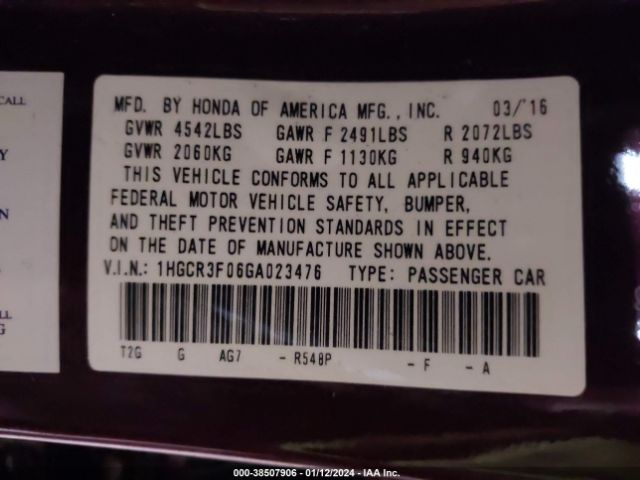 CALL
MFD. BY HONDA OF AMERICA MFG., INC. 03/'16
GVWR 4542LBS GAWR F 2491LBS R 2072LBS
GVWR 2060KG GAWR F 1130KG R 940KG
THIS VEHICLE CONFORMS TO ALL APPLICABLE
FEDERAL MOTOR VEHICLE SAFETY, BUMPER,
AND THEFT PREVENTION STANDARDS IN EFFECT
ON THE DATE OF MANUFACTURE SHOWN ABOVE.
V.I.N.: 1HGCR3F06GA023476 TYPE: PASSENGER CAR
T2G G AG7 - R548P - F - A
000-38507906 - 01/12/2024 - IAA Inc.